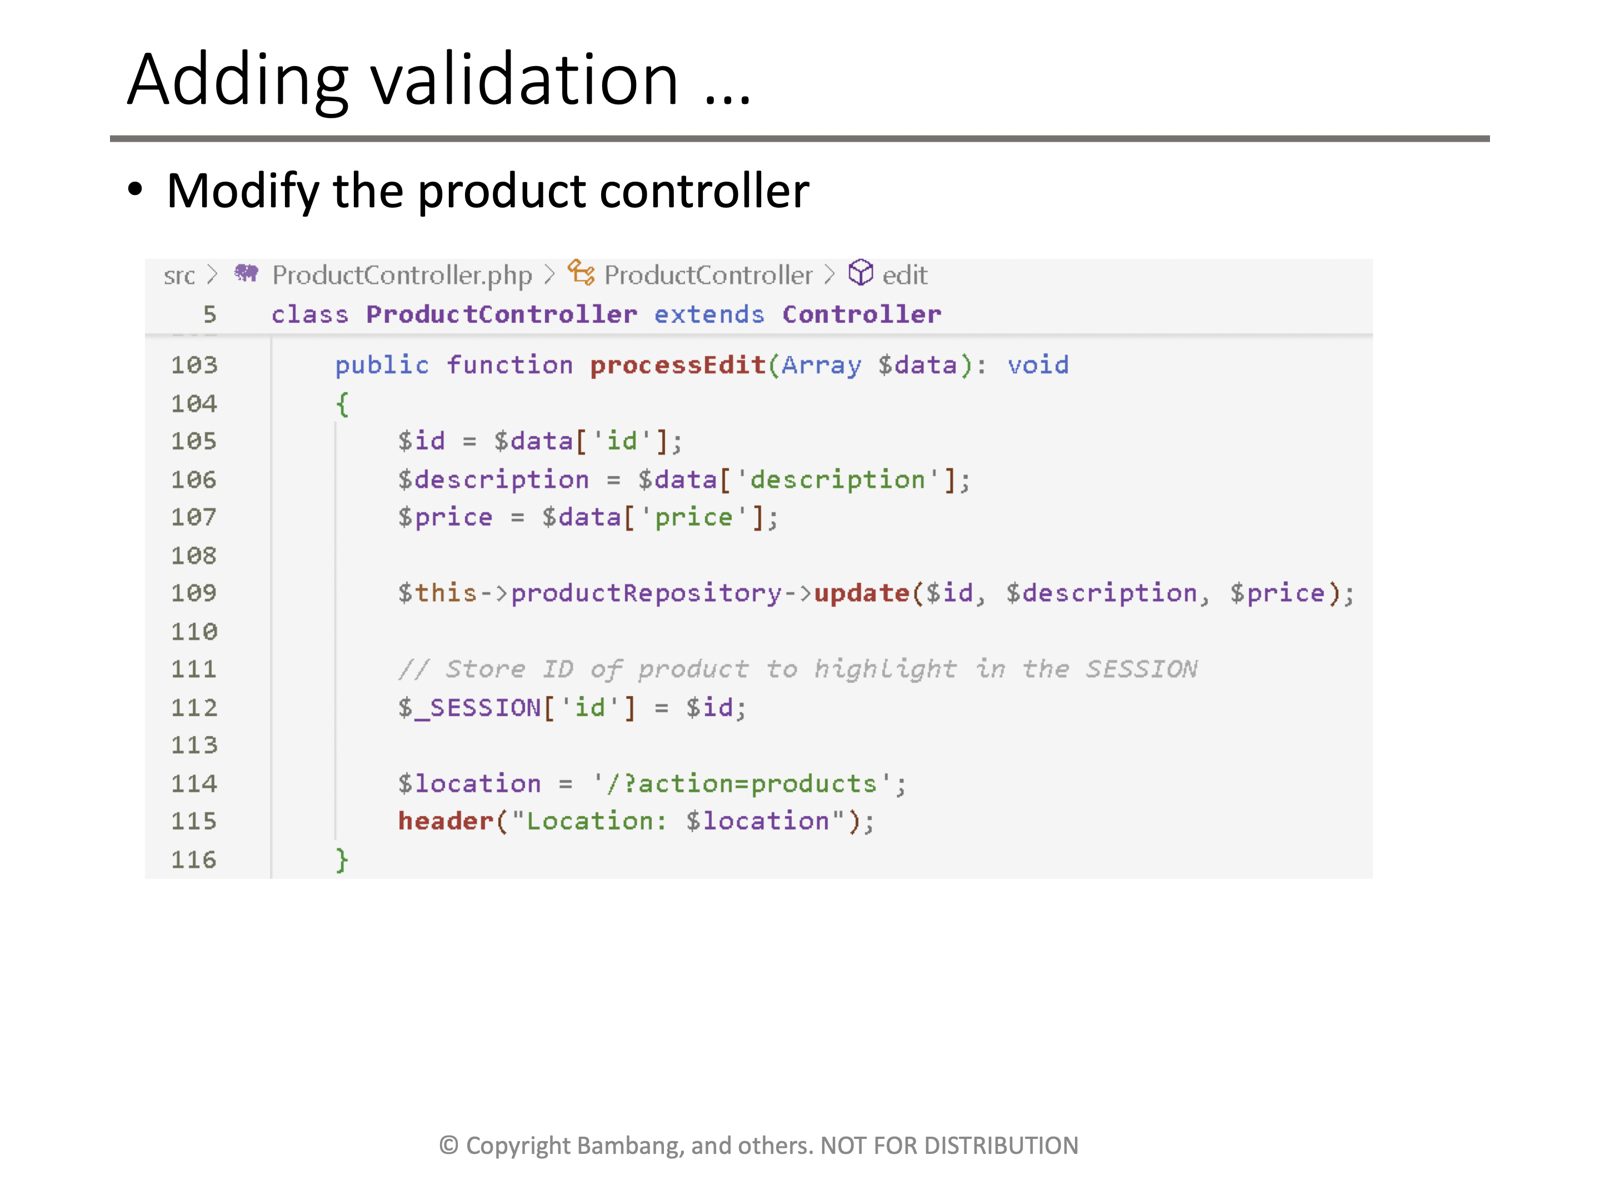 Adding validation ...
• Modify the product controller
src > ProductController.php > ProductController > edit
5 class ProductController extends Controller
103 public function processEdit(Array $data): void
104 {
105 $id = $data['id'];
106 $description = $data['description'];
107 $price = $data['price'];
108
109 $this->productRepository->update($id, $description, $price);
110
111 // Store ID of product to highlight in the SESSION
112 $_SESSION['id'] = $id;
113
114 $location = '/?action=products';
115 header("Location: $location");
116 }
© Copyright Bambang, and others. NOT FOR DISTRIBUTION